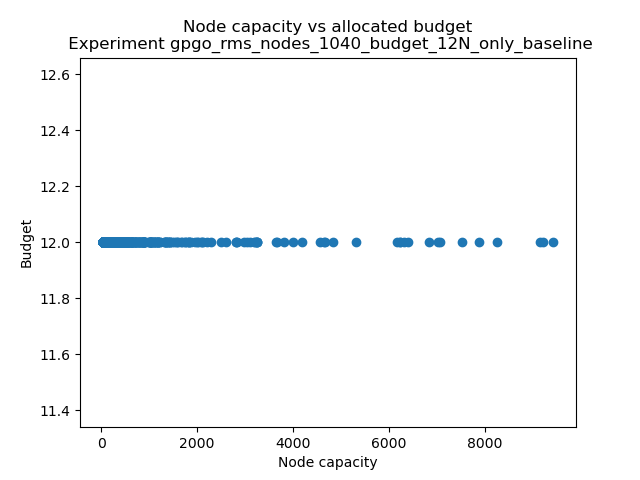 Node capacity vs allocated budget
Experiment gpgo_rms_nodes_1040_budget_12N_only_baseline
12.6
12.4
12.2
12.0
11.8
11.6
11.4
Budget
0 2000 4000 6000 8000
Node capacity